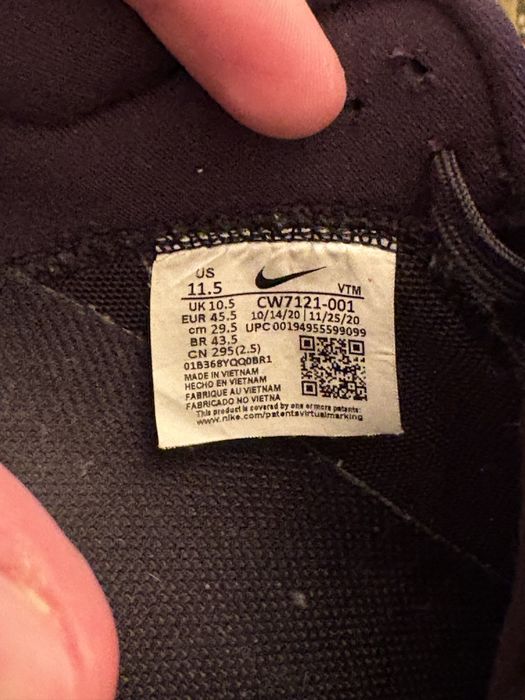 US
11.5 VTM
UK 10.5 CW7121-001
EUR 45.5 10/14/20 | 11/25/20
cm 29.5 UPC 00194955599099
BR 43.5
CN 295(2.5)
01B368YQQ0BR1
MADE IN VIETNAM
HECHO EN VIETNAM
FABRIQUE AU VIETNAM
FABRICADO NO VIETNA
This product is covered by one or more patents:
www.nike.com/patentsvirtualmarking